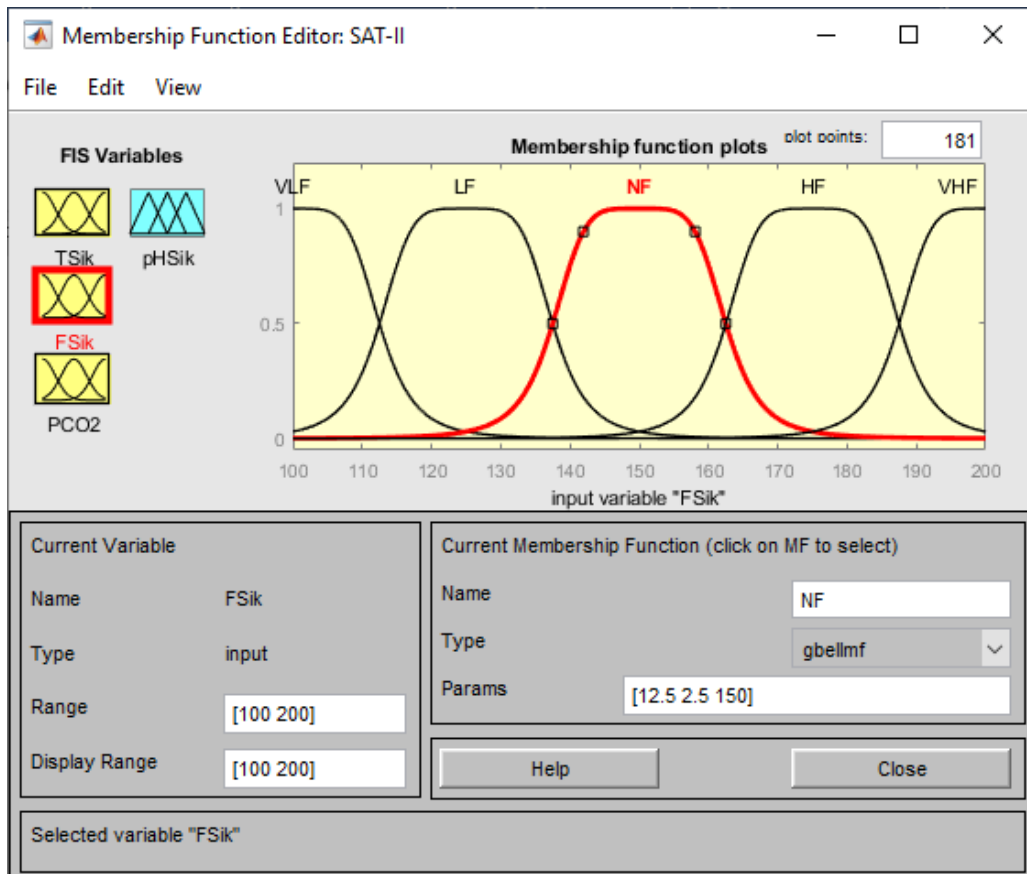 Membership Function Editor: SAT-II
File Edit View
FIS Variables
TSik pHSik
FSik
PCO2
Membership function plots plot points: 181
VLF LF NF HF VHF
1
0.5
0
100 110 120 130 140 150 160 170 180 190 200
input variable "FSik"
Current Variable
Name FSik
Type input
Range [100 200]
Display Range [100 200]
Current Membership Function (click on MF to select)
Name NF
Type gbellmf
Params [12.5 2.5 150]
Help Close
Selected variable "FSik"